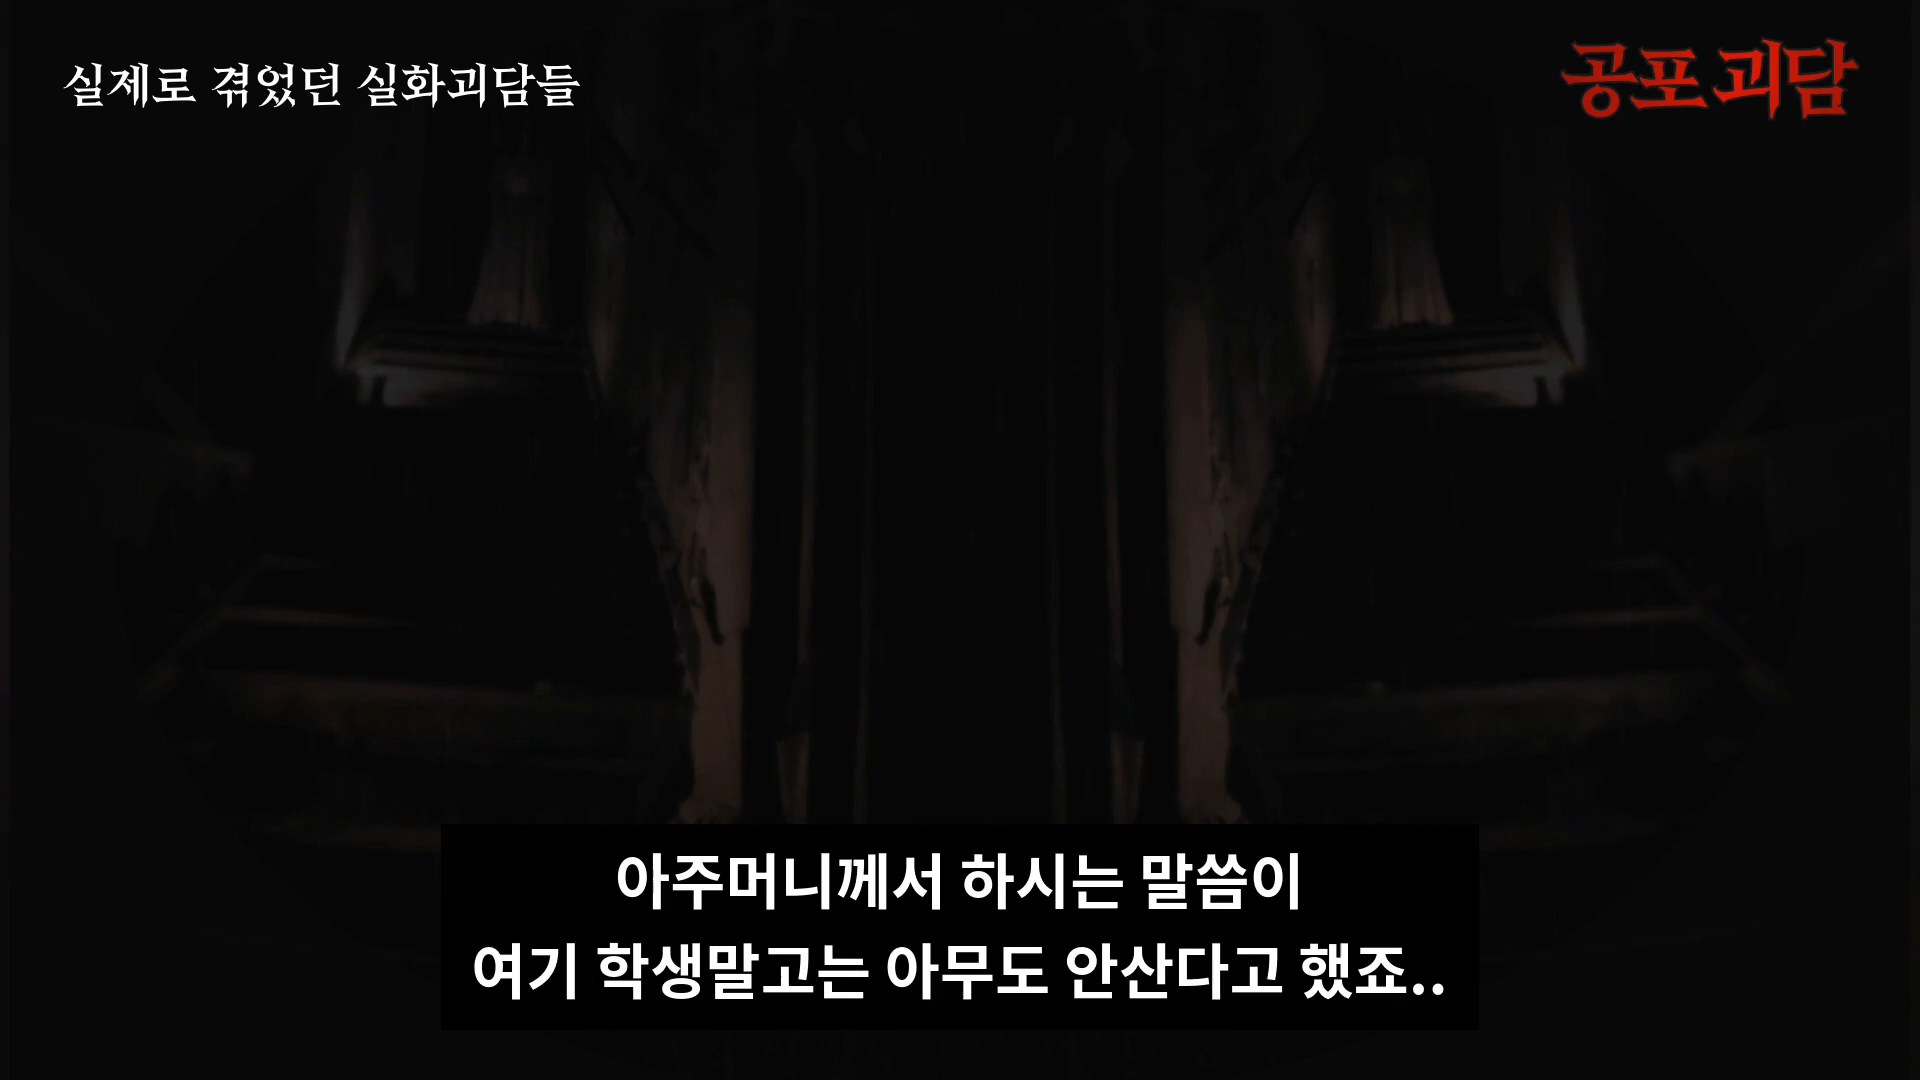 실제로 겪었던 실화괴담들
공포괴담
아주머니께서 하시는 말씀이
여기 학생말고는 아무도 안산다고 했죠..